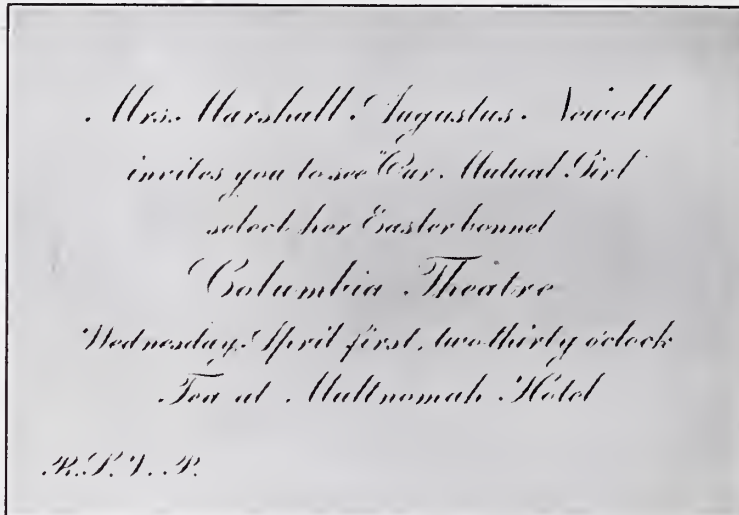 Mrs. Marshall Augustus Newell
invites you to see "Our Mutual Girl"
select her Easter bonnet
Columbia Theatre
Wednesday, April first, two thirty o'clock
Tea at Multnomah Hotel
R.S.V.P.